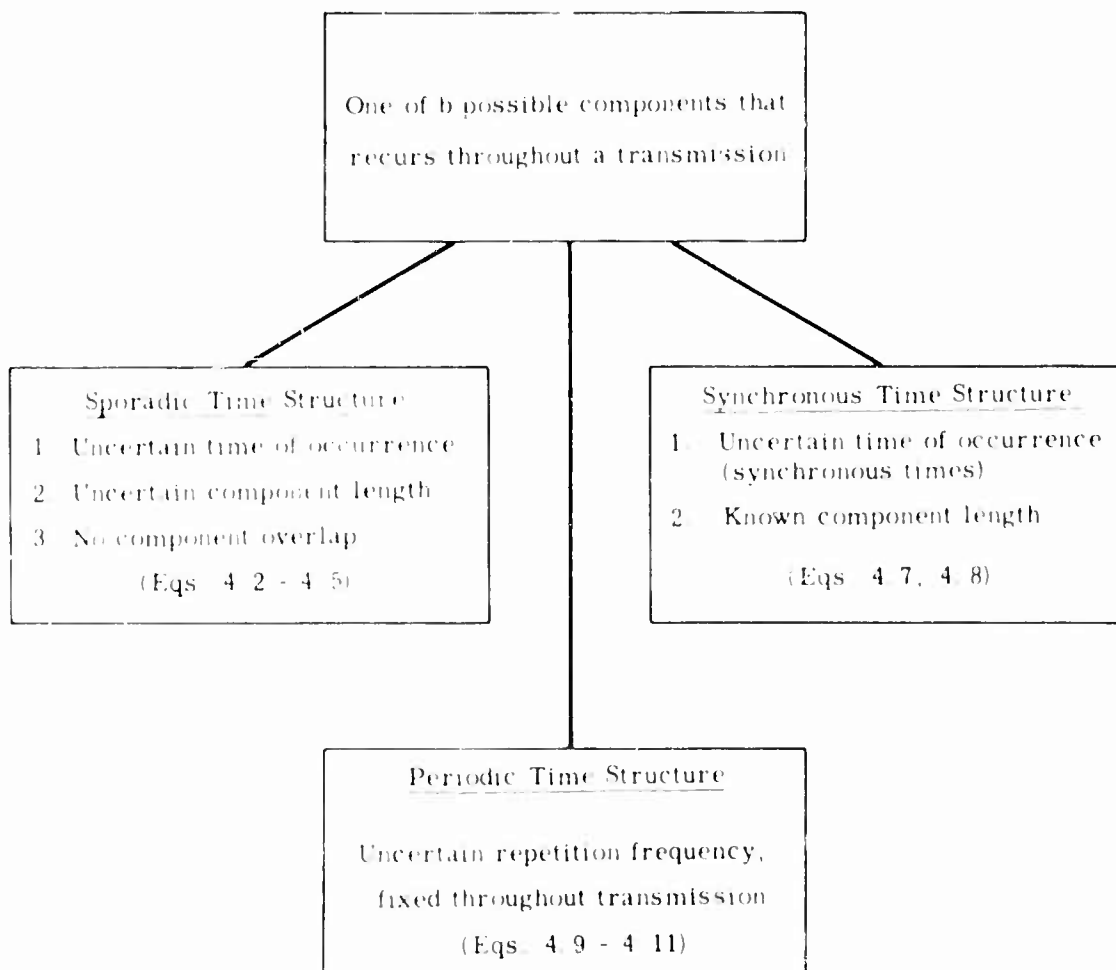 One of b possible components that
recurs throughout a transmission
Sporadic Time Structure
1 Uncertain time of occurrence
2 Uncertain component length
3 No component overlap
(Eqs 4 2 - 4 5)
Synchronous Time Structure
1. Uncertain time of occurrence
(synchronous times)
2. Known component length
(Eqs 4 7, 4 8)
Periodic Time Structure
Uncertain repetition frequency,
fixed throughout transmission
(Eqs. 4 9 - 4 11)